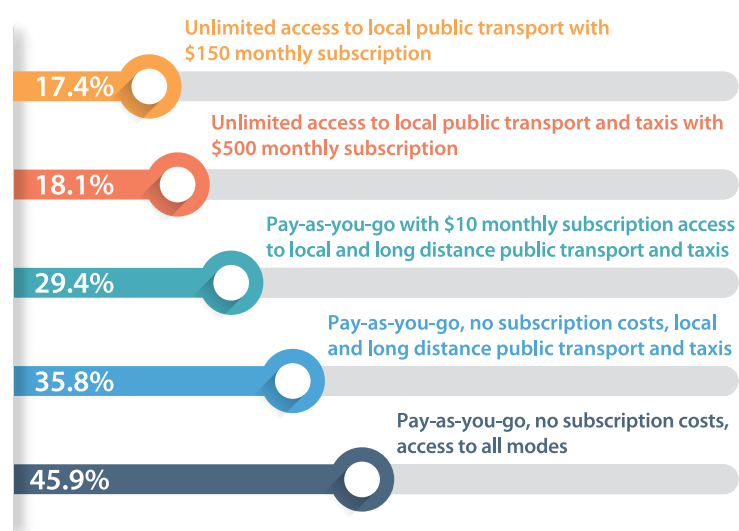 Unlimited access to local public transport with
$150 monthly subscription
17.4%
Unlimited access to local public transport and taxis with
$500 monthly subscription
18.1%
Pay-as-you-go with $10 monthly subscription access
to local and long distance public transport and taxis
29.4%
Pay-as-you-go, no subscription costs, local
and long distance public transport and taxis
35.8%
Pay-as-you-go, no subscription costs,
access to all modes
45.9%